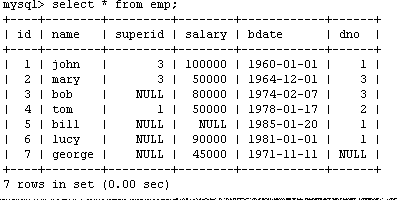 mysql> select * from emp;
+----+--------+---------+--------+------------+------+
| id | name   | superid | salary | bdate      | dno  |
+----+--------+---------+--------+------------+------+
|  1 | john   |       3 | 100000 | 1960-01-01 |    1 |
|  2 | mary   |       3 |  50000 | 1964-12-01 |    3 |
|  3 | bob    |    NULL |  80000 | 1974-02-07 |    3 |
|  4 | tom    |       1 |  50000 | 1978-01-17 |    2 |
|  5 | bill   |    NULL |   NULL | 1985-01-20 |    1 |
|  6 | lucy   |    NULL |  90000 | 1981-01-01 |    1 |
|  7 | george |    NULL |  45000 | 1971-11-11 | NULL |
+----+--------+---------+--------+------------+------+
7 rows in set (0.00 sec)